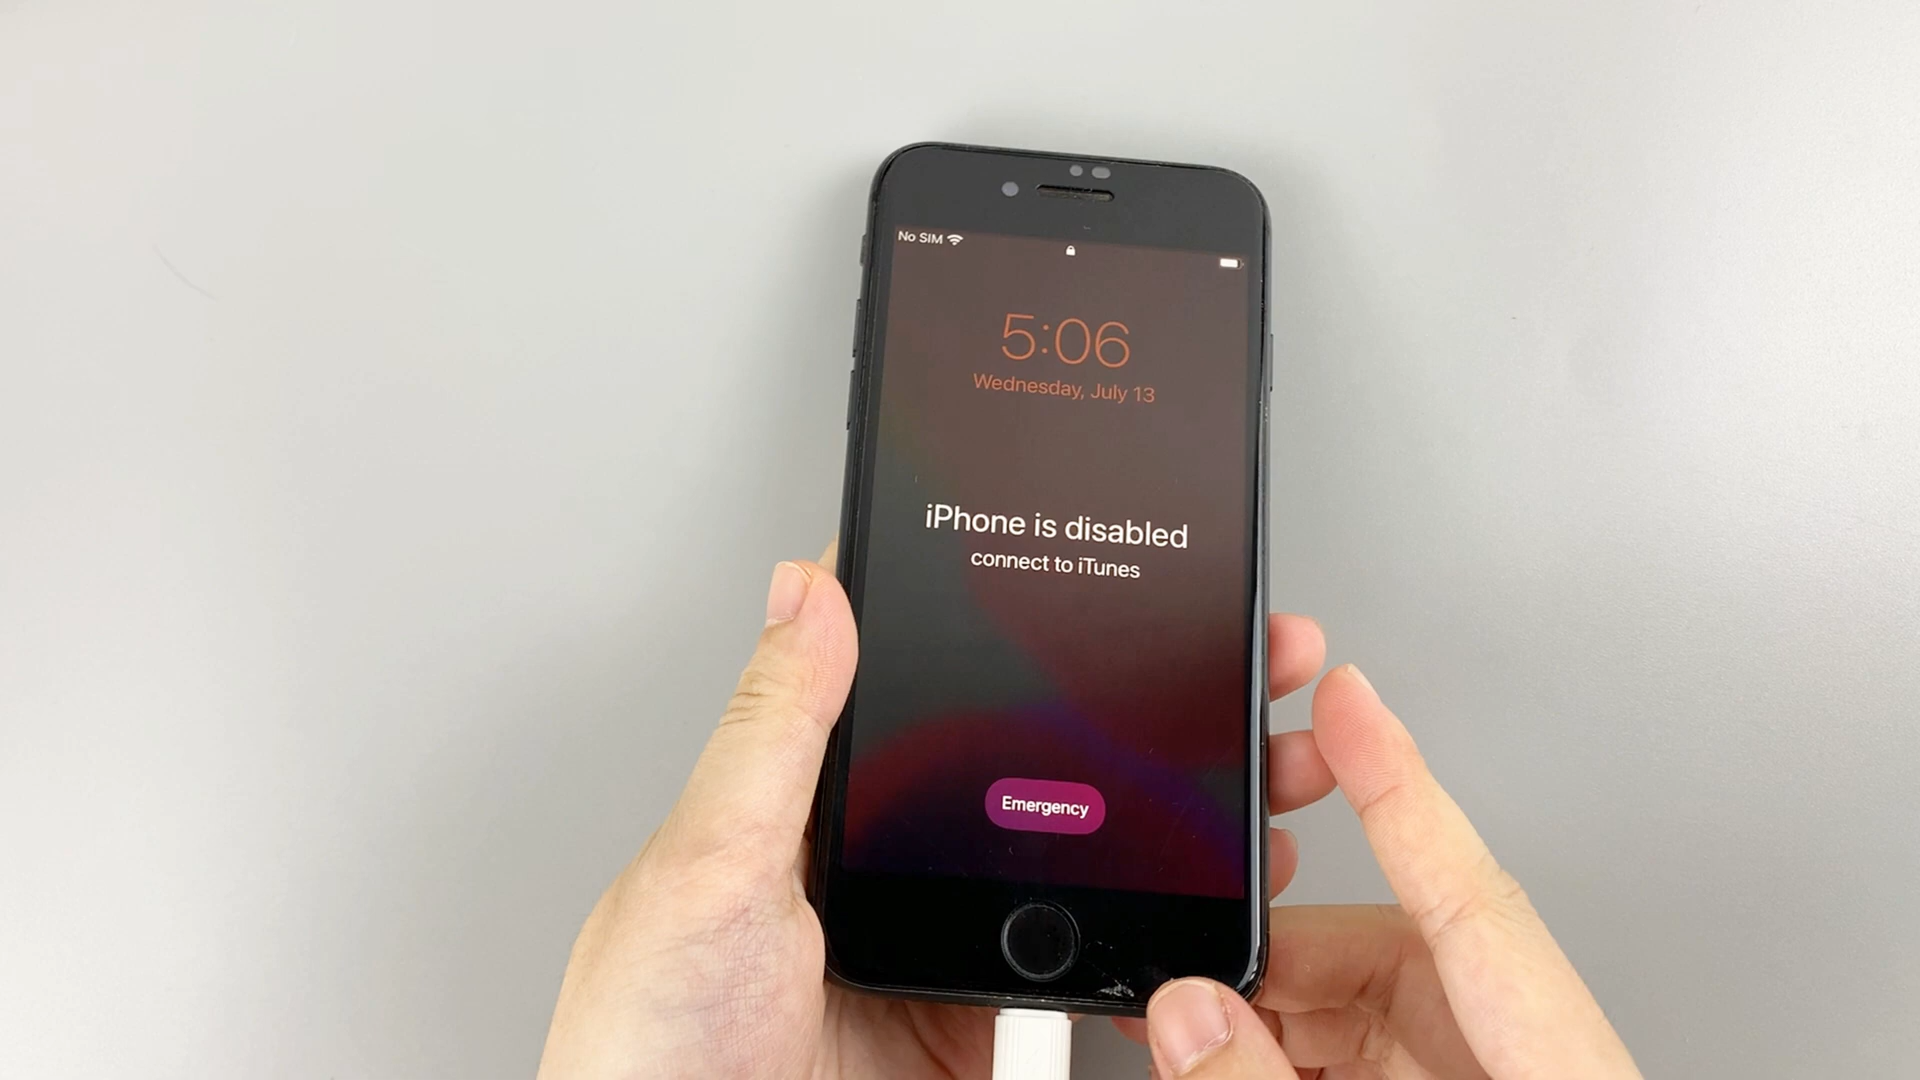 No SIM
5:06
Wednesday, July 13
iPhone is disabled
connect to iTunes
Emergency